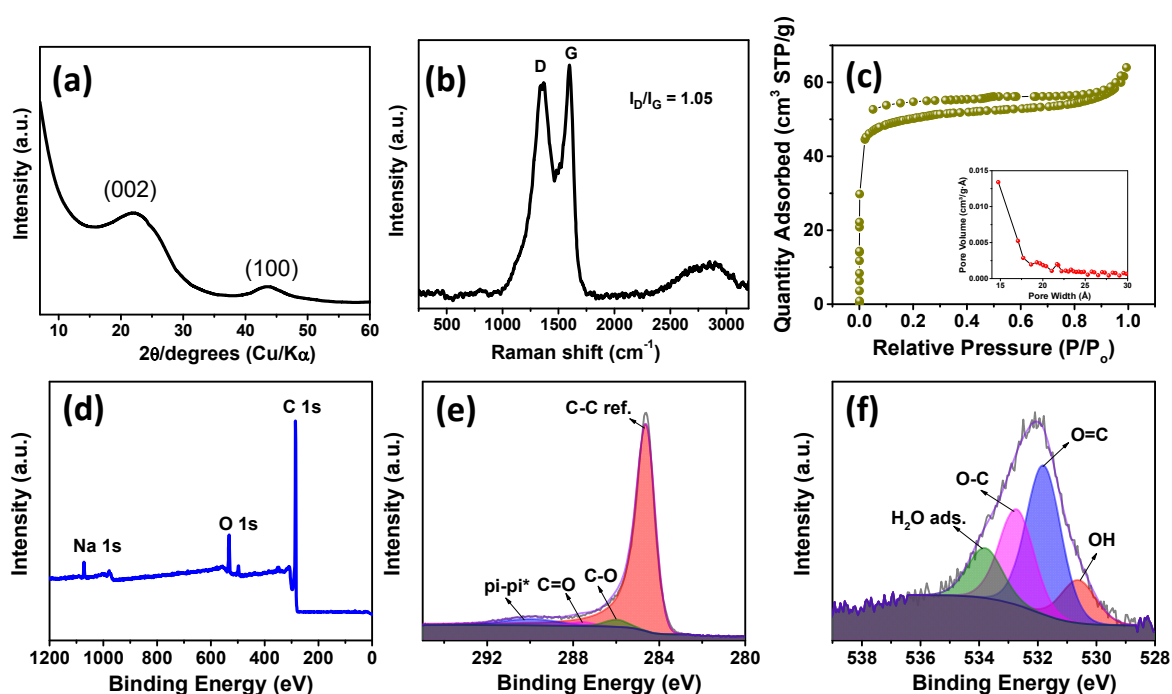 (a)
(002)
(100)
Intensity (a.u.)
10 20 30 40 50 60
2θ/degrees (Cu/Kα)
(b)
D
G
I_D/I_G = 1.05
Intensity (a.u.)
500 1000 1500 2000 2500 3000
Raman shift (cm⁻¹)
(c)
Quantity Adsorbed (cm³ STP/g)
60
40
20
0
0.0 0.2 0.4 0.6 0.8 1.0
Relative Pressure (P/P_o)
Pore Volume (cm³/g·Å)
0.015
0.010
0.005
0.000
15 20 25 30
Pore Width (Å)
(d)
C 1s
O 1s
Na 1s
Intensity (a.u.)
1200 1000 800 600 400 200 0
Binding Energy (eV)
(e)
C-C ref.
pi-pi*
C=O
C-O
Intensity (a.u.)
292 288 284 280
Binding Energy (eV)
(f)
O=C
O-C
H₂O ads.
OH
Intensity (a.u.)
538 536 534 532 530 528
Binding Energy (eV)